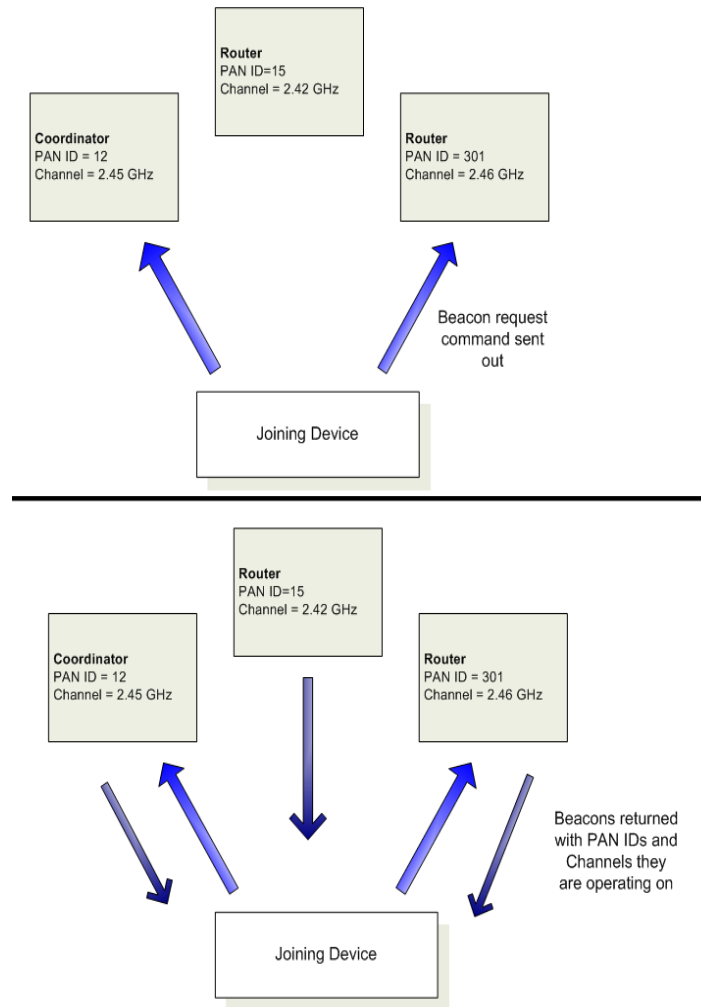 Router
PAN ID=15
Channel = 2.42 GHz
Coordinator
PAN ID = 12
Channel = 2.45 GHz
Router
PAN ID = 301
Channel = 2.46 GHz
Beacon request
command sent
out
Joining Device
Router
PAN ID=15
Channel = 2.42 GHz
Coordinator
PAN ID = 12
Channel = 2.45 GHz
Router
PAN ID = 301
Channel = 2.46 GHz
Beacons returned
with PAN IDs and
Channels they
are operating on
Joining Device